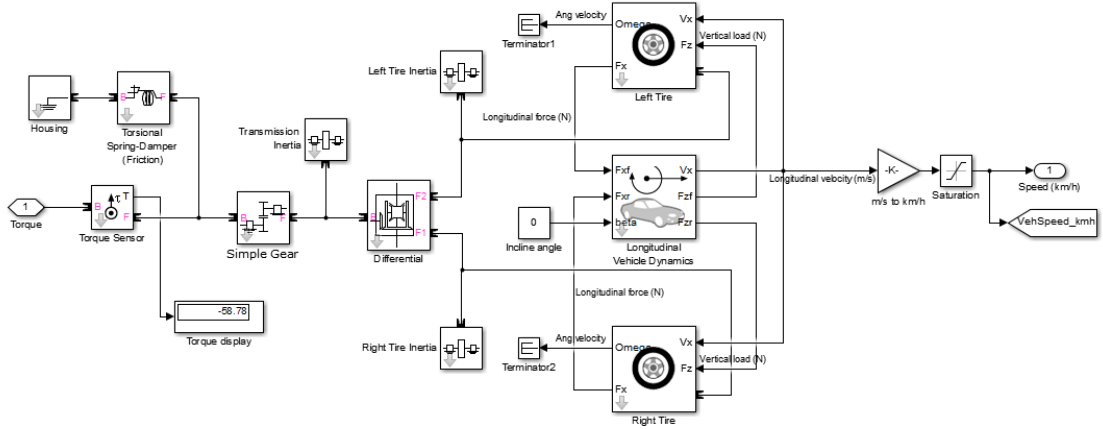 Ang velocity
Omega
Vx
Vertical load (N)
Terminator1
Fz
Left Tire Inertia
Fx
Left Tire
B
F
Housing
Torsional
Spring-Damper
(Friction)
Transmission
Inertia
Longitudinal force (N)
Fxf
Vx
Longitudinal velocity (m/s)
-K-
m/s to km/h
Saturation
1
Speed (km/h)
1
Torque
B
T
F
Torque Sensor
B
F
Simple Gear
B
F2
F1
Differential
Fxr
Fzf
0
Incline angle
beta
Fzr
Longitudinal
Vehicle Dynamics
VehSpeed_kmh
-58.78
Torque display
Longitudinal force (N)
Right Tire Inertia
Ang velocity
Omega
Vx
Vertical load (N)
Terminator2
Fz
Fx
Right Tire